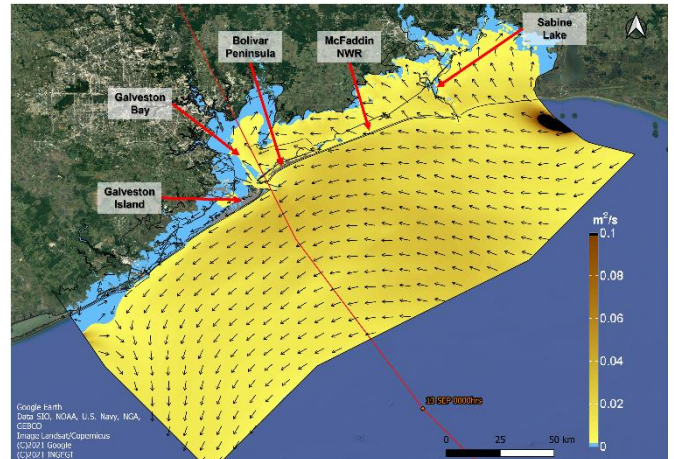 Sabine
Lake
Bolivar
Peninsula
McFaddin
NWR
Galveston
Bay
Galveston
Island
m²/s
0.1
0.08
0.06
0.04
0.02
0
13 SEP 0000hrs
Google Earth
Data SIO, NOAA, U.S. Navy, NGA,
GEBCO
Image Landsat/Copernicus
(C)2021 Google
(C)2021 INGEGI
0 25 50 km